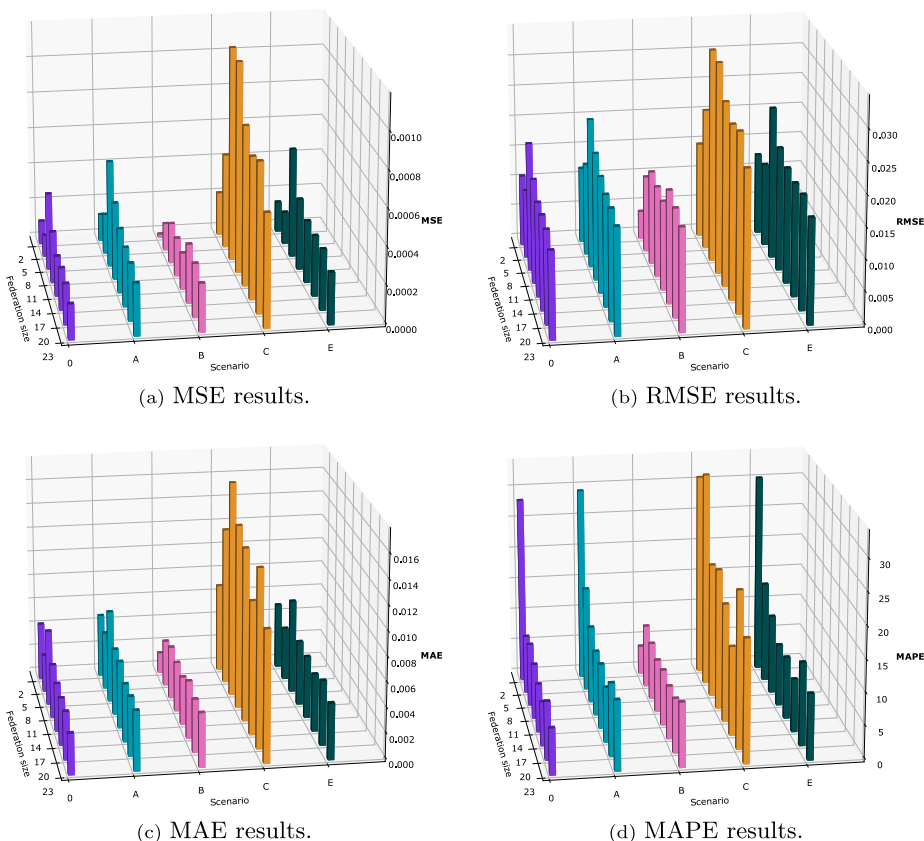 0.0010
0.0008
0.0006
MSE
0.0004
0.0002
0.0000
2
5
8
11
14
17
20
23
Federation size
0
A
B
C
E
Scenario
(a) MSE results.
0.030
0.025
0.020
RMSE
0.015
0.010
0.005
0.000
2
5
8
11
14
17
20
23
Federation size
0
A
B
C
E
Scenario
(b) RMSE results.
0.016
0.014
0.012
0.010
MAE
0.008
0.006
0.004
0.002
0.000
2
5
8
11
14
17
20
23
Federation size
0
A
B
C
E
Scenario
(c) MAE results.
30
25
20
MAPE
15
10
5
0
2
5
8
11
14
17
20
23
Federation size
0
A
B
C
E
Scenario
(d) MAPE results.